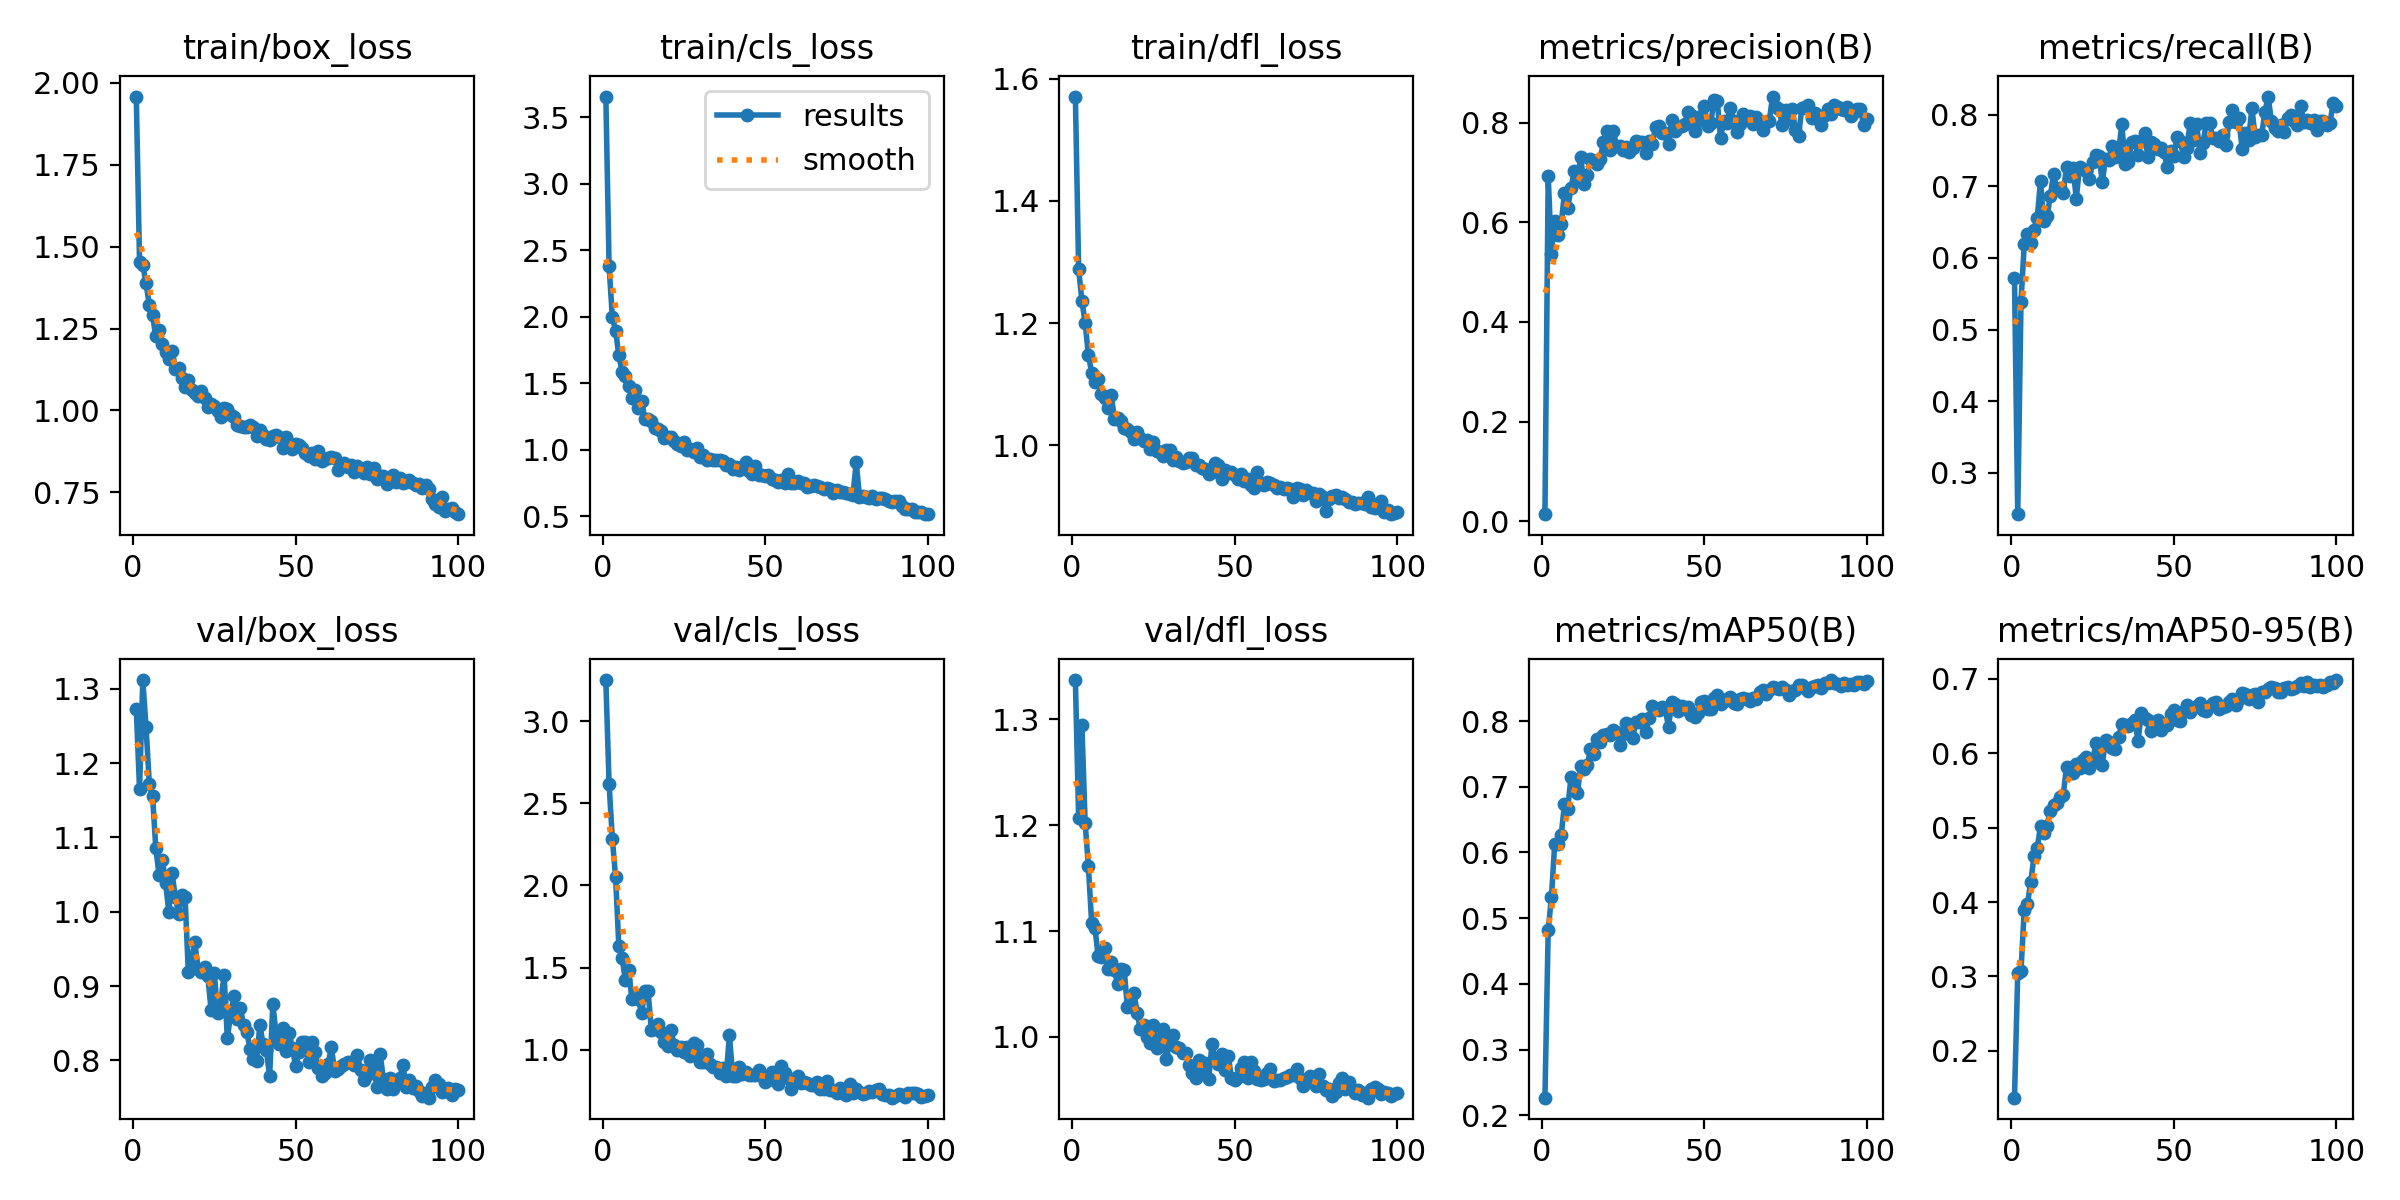 train/box_loss
2.00
1.75
1.50
1.25
1.00
0.75
0 50 100
train/cls_loss
results
smooth
3.5
3.0
2.5
2.0
1.5
1.0
0.5
0 50 100
train/dfl_loss
1.6
1.4
1.2
1.0
0 50 100
metrics/precision(B)
0.8
0.6
0.4
0.2
0.0
0 50 100
metrics/recall(B)
0.8
0.7
0.6
0.5
0.4
0.3
0 50 100
val/box_loss
1.3
1.2
1.1
1.0
0.9
0.8
0 50 100
val/cls_loss
3.0
2.5
2.0
1.5
1.0
0 50 100
val/dfl_loss
1.3
1.2
1.1
1.0
0 50 100
metrics/mAP50(B)
0.8
0.7
0.6
0.5
0.4
0.3
0.2
0 50 100
metrics/mAP50-95(B)
0.7
0.6
0.5
0.4
0.3
0.2
0 50 100